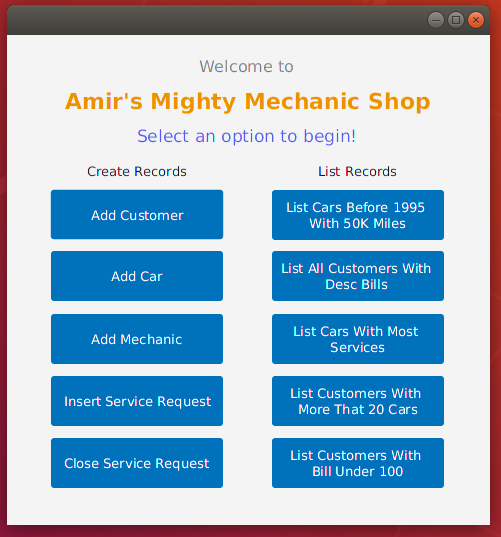 Welcome to
Amir's Mighty Mechanic Shop
Select an option to begin!
Create Records
Add Customer
Add Car
Add Mechanic
Insert Service Request
Close Service Request
List Records
List Cars Before 1995
With 50K Miles
List All Customers With
Desc Bills
List Cars With Most
Services
List Customers With
More That 20 Cars
List Customers With
Bill Under 100